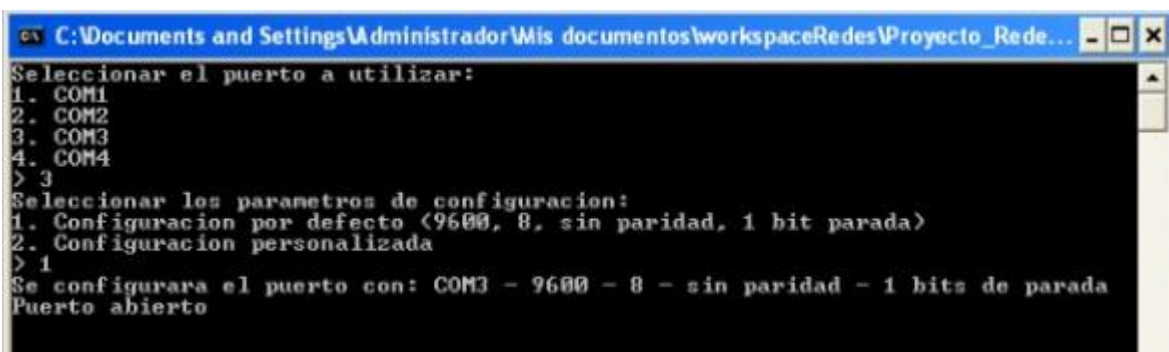 C:\Documents and Settings\Administrador\Mis documentos\workspaceRedes\Proyecto_Rede...
Seleccionar el puerto a utilizar:
1. COM1
2. COM2
3. COM3
4. COM4
> 3
Seleccionar los parametros de configuracion:
1. Configuracion por defecto (9600, 8, sin paridad, 1 bit parada)
2. Configuracion personalizada
> 1
Se configurara el puerto con: COM3 - 9600 - 8 - sin paridad - 1 bits de parada
Puerto abierto